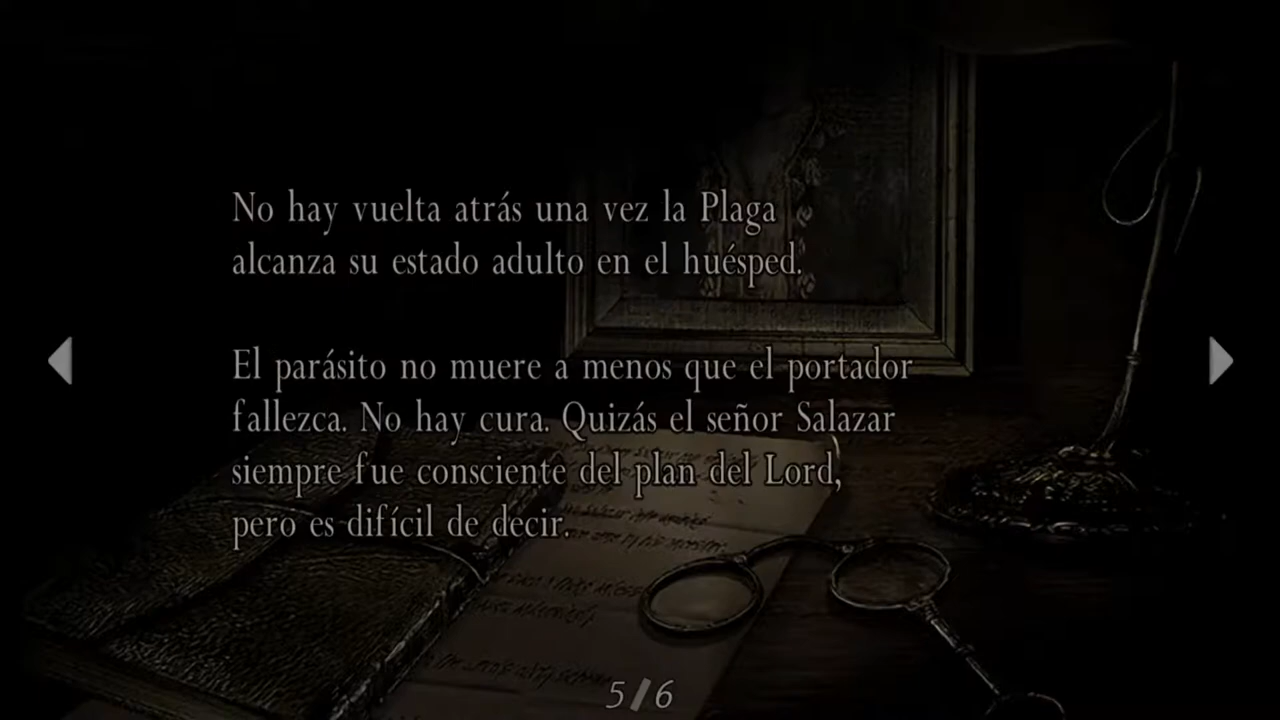 No hay vuelta atrás una vez la Plaga
alcanza su estado adulto en el huésped.
El parásito no muere a menos que el portador
fallezca. No hay cura. Quizás el señor Salazar
siempre fue consciente del plan del Lord,
pero es difícil de decir.
5/6